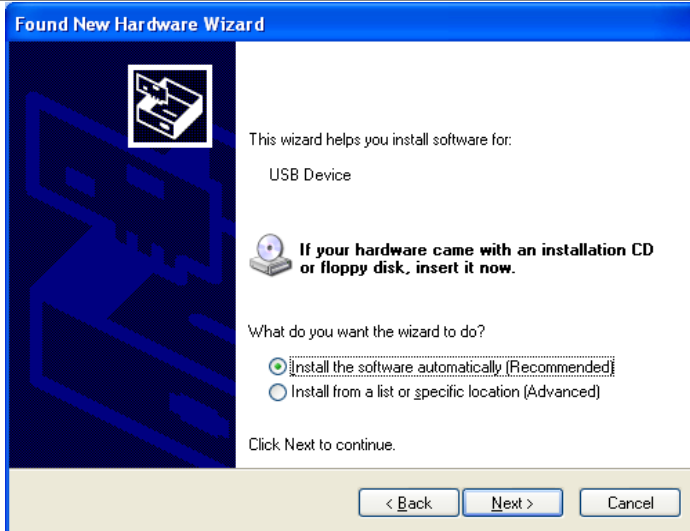 Found New Hardware Wizard
This wizard helps you install software for:
USB Device
If your hardware came with an installation CD
or floppy disk, insert it now.
What do you want the wizard to do?
Install the software automatically (Recommended)
Install from a list or specific location (Advanced)
Click Next to continue.
< Back
Next >
Cancel